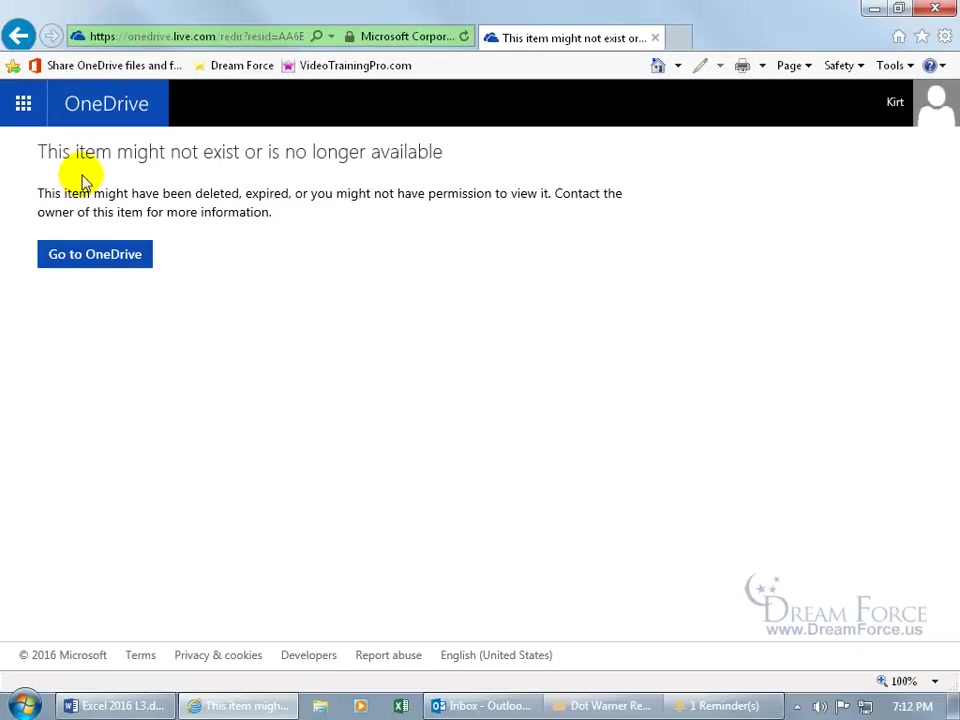 https://onedrive.live.com/redir?resid=AA6E
Microsoft Corpor...
This item might not exist or...
Share OneDrive files and f...
Dream Force
VideoTrainingPro.com
Page
Safety
Tools
OneDrive
Kirt
This item might not exist or is no longer available
This item might have been deleted, expired, or you might not have permission to view it. Contact the
owner of this item for more information.
Go to OneDrive
DREAM FORCE
www.DreamForce.us
© 2016 Microsoft Terms Privacy & cookies Developers Report abuse English (United States)
100%
Excel 2016 L3.d...
This item migh...
Inbox - Outloo...
Dot Warner Re...
1 Reminder(s)
7:12 PM